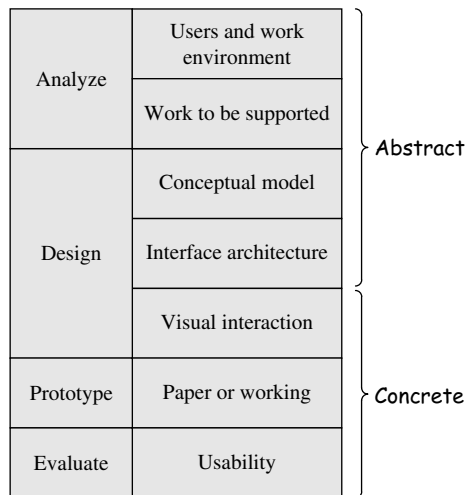 Analyze
Users and work
environment
Work to be supported
Abstract
Design
Conceptual model
Interface architecture
Visual interaction
Prototype
Paper or working
Concrete
Evaluate
Usability